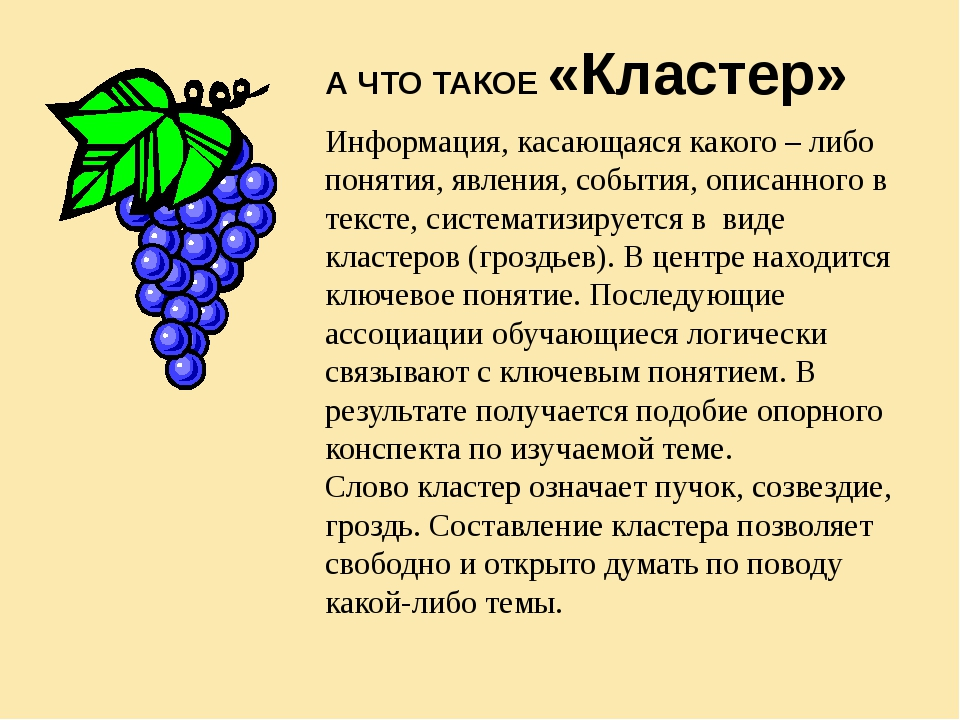 А ЧТО ТАКОЕ «Кластер»
Информация, касающаяся какого – либо
понятия, явления, события, описанного в
тексте, систематизируется в  виде
кластеров (гроздьев). В центре находится
ключевое понятие. Последующие
ассоциации обучающиеся логически
связывают с ключевым понятием. В
результате получается подобие опорного
конспекта по изучаемой теме.
Слово кластер означает пучок, созвездие,
гроздь. Составление кластера позволяет
свободно и открыто думать по поводу
какой-либо темы.